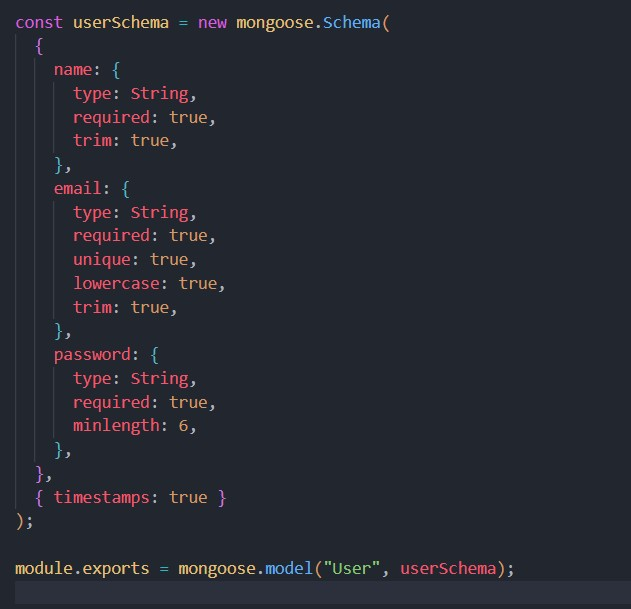 const userSchema = new mongoose.Schema(
  {
    name: {
      type: String,
      required: true,
      trim: true,
    },
    email: {
      type: String,
      required: true,
      unique: true,
      lowercase: true,
      trim: true,
    },
    password: {
      type: String,
      required: true,
      minlength: 6,
    },
  },
  { timestamps: true }
);

module.exports = mongoose.model("User", userSchema);